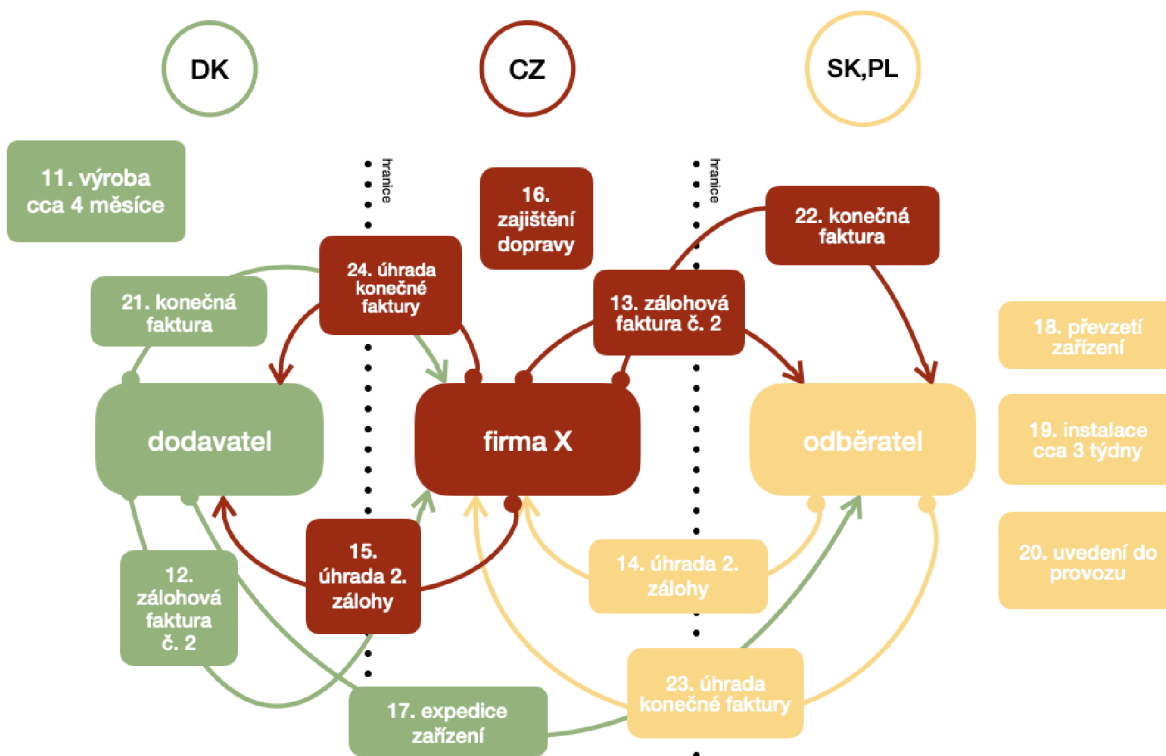 DK
CZ
SK,PL
hranice
hranice
11. výroba
cca 4 měsíce
16.
zajištění
dopravy
22. konečná
faktura
24. úhrada
konečné
faktury
21. konečná
faktura
13. zálohová
faktura č. 2
18. převzetí
zařízení
dodavatel
firma X
odběratel
19. instalace
cca 3 týdny
15.
úhrada 2.
zálohy
14. úhrada 2.
zálohy
20. uvedení do
provozu
12.
zálohová
faktura
č. 2
23. úhrada
konečné faktury
17. expedice
zařízení